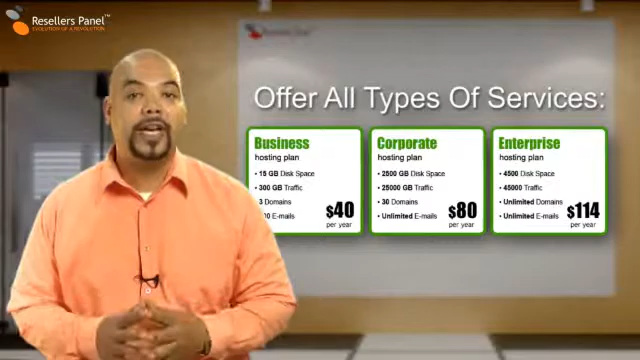 Resellers Panel™
EVOLUTION OF A REVOLUTION
Offer All Types Of Services:
Business
hosting plan
• 15 GB Disk Space
• 300 GB Traffic
3 Domains
E-mails
$40
per year
Corporate
hosting plan
• 2500 GB Disk Space
• 25000 GB Traffic
• 30 Domains
• Unlimited E-mails
$80
per year
Enterprise
hosting plan
• 4500 Disk Space
• 45000 Traffic
• Unlimited Domains
• Unlimited E-mails
$114
per year